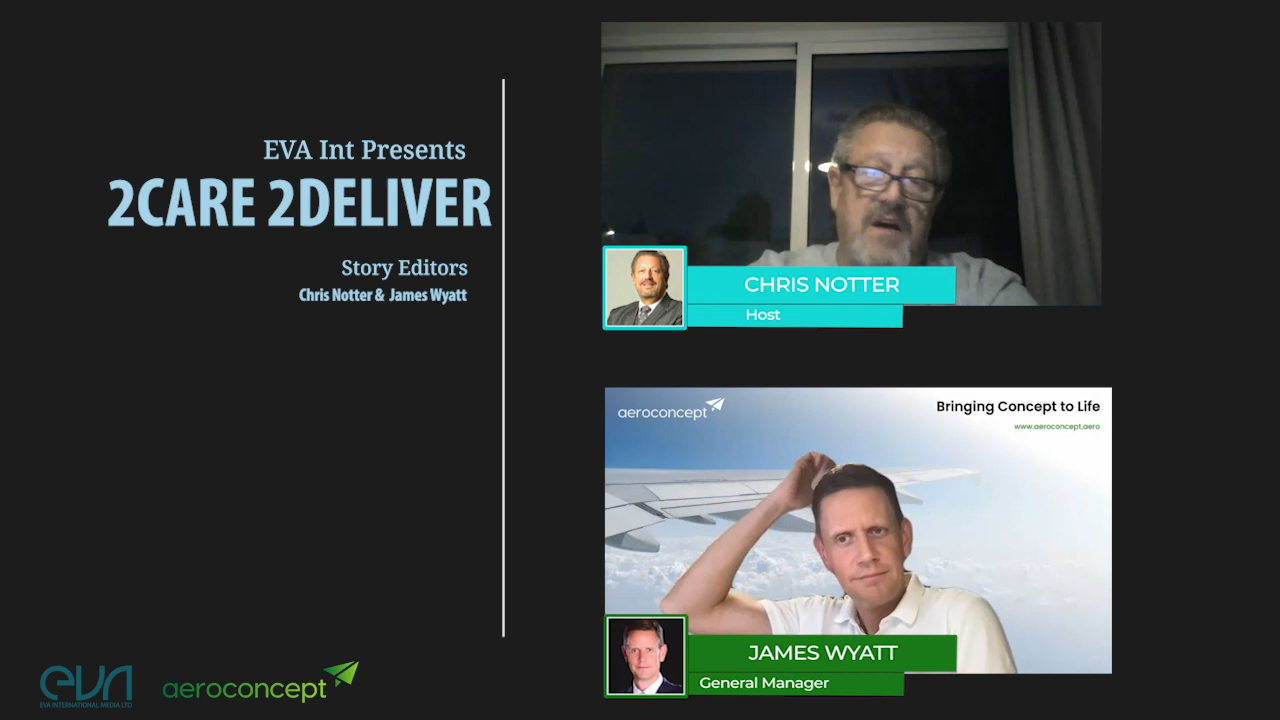 EVA Int Presents
2CARE 2DELIVER
Story Editors
Chris Notter & James Wyatt
CHRIS NOTTER
Host
aeroconcept
Bringing Concept to Life
www.aeroconcept.aero
JAMES WYATT
General Manager
eva
EVA INTERNATIONAL MEDIA LTD
aeroconcept